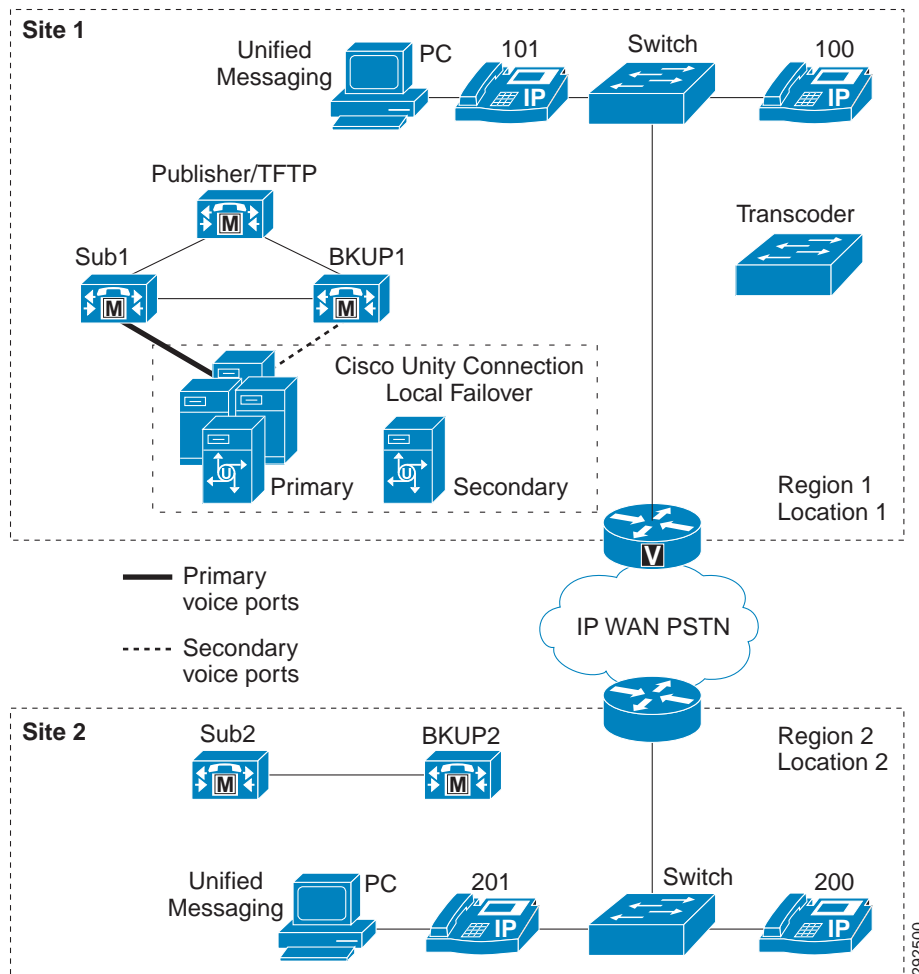 Site 1
Unified
Messaging
PC
101
Switch
100
IP
IP
Publisher/TFTP
M
Transcoder
Sub1
BKUP1
M
M
Cisco Unity Connection
Local Failover
U
Primary
U
Secondary
Region 1
Location 1
V
Primary
voice ports
IP WAN PSTN
Secondary
voice ports
Site 2
Sub2
BKUP2
Region 2
Location 2
M
M
Unified
Messaging
PC
201
Switch
200
IP
IP
292500